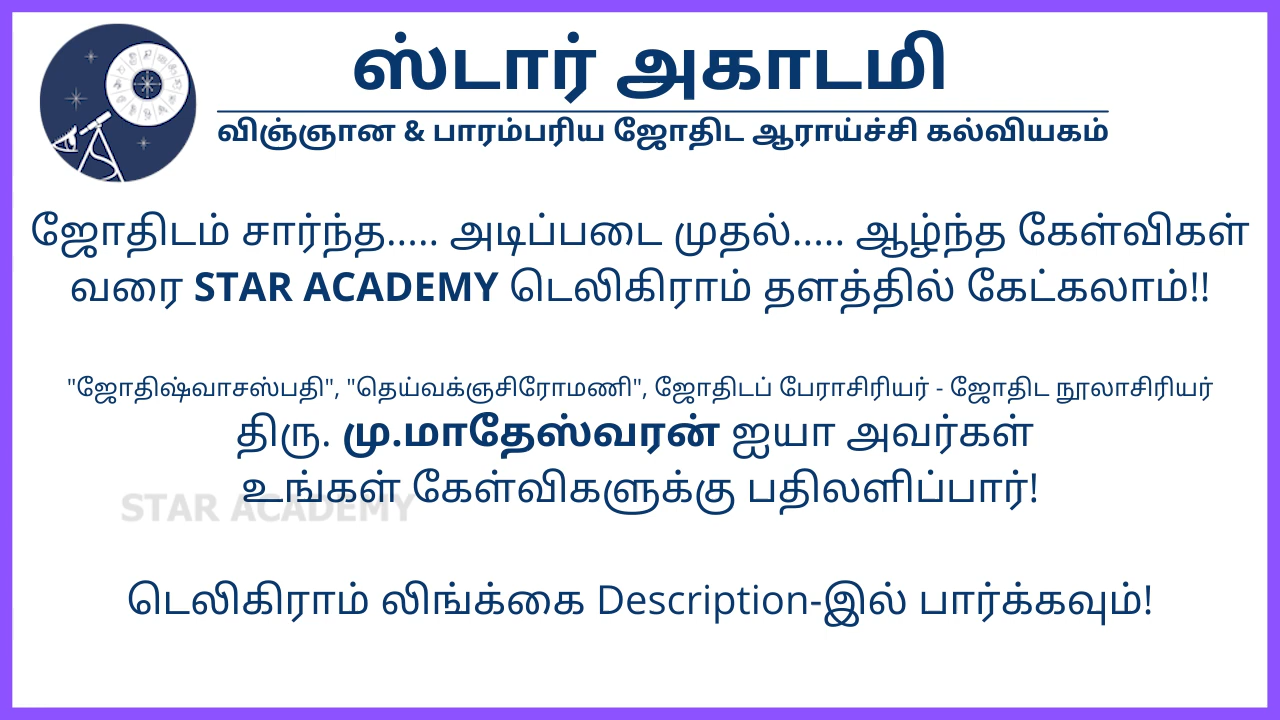 ஸ்டார் அகாடமி
விஞ்ஞான & பாரம்பரிய ஜோதிட ஆராய்ச்சி கல்வியகம்
ஜோதிடம் சார்ந்த..... அடிப்படை முதல்..... ஆழ்ந்த கேள்விகள்
வரை STAR ACADEMY டெலிகிராம் தளத்தில் கேட்கலாம்!!
"ஜோதிஷ்வாசஸ்பதி", "தெய்வக்ஞசிரோமணி", ஜோதிடப் பேராசிரியர் - ஜோதிட நூலாசிரியர்
திரு. மு.மாதேஸ்வரன் ஐயா அவர்கள்
உங்கள் கேள்விகளுக்கு பதிலளிப்பார்!
STAR ACADEMY
டெலிகிராம் லிங்க்கை Description-இல் பார்க்கவும்!